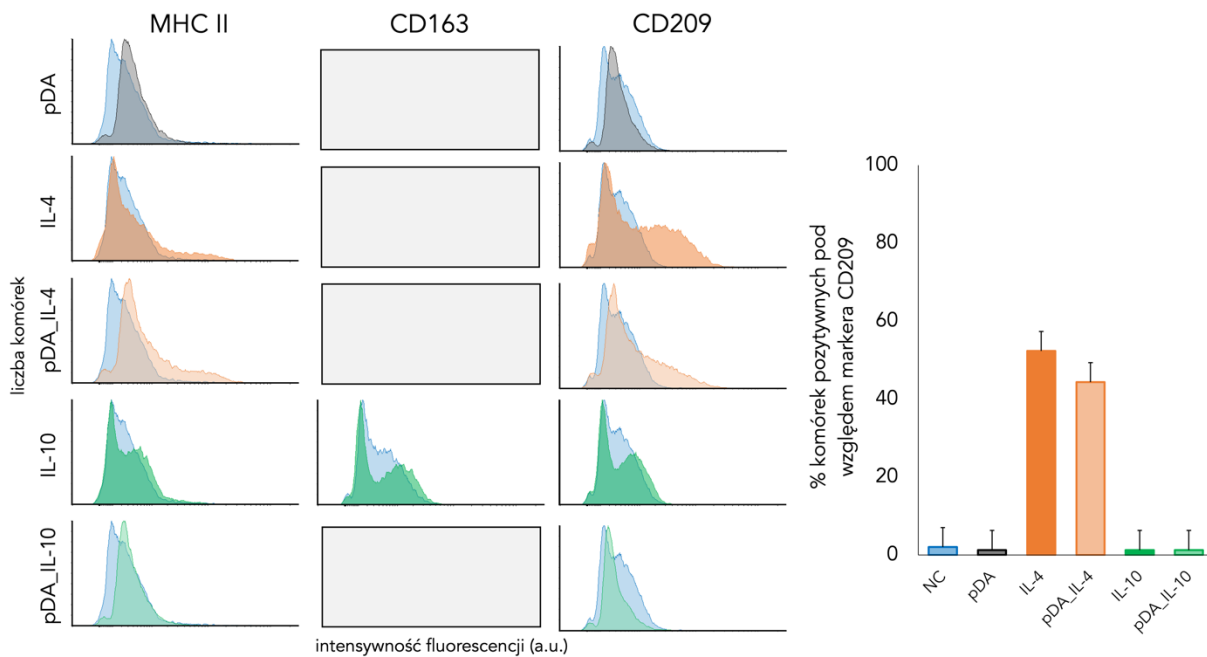 MHC II
CD163
CD209
pDA
IL-4
pDA_IL-4
IL-10
pDA_IL-10
liczba komórek
intensywność fluorescencji (a.u.)
% komórek pozytywnych pod
względem markera CD209
100
80
60
40
20
0
NC
pDA
IL-4
pDA_IL-4
IL-10
pDA_IL-10